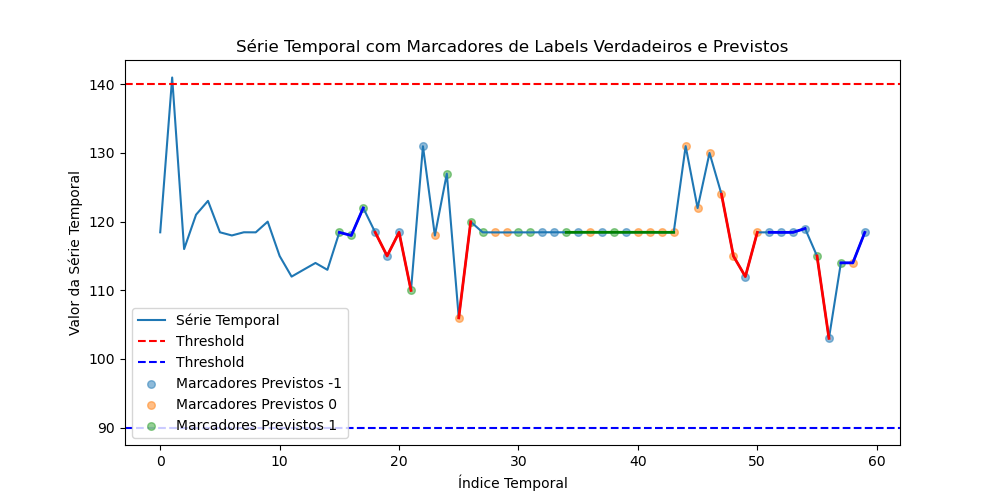 Série Temporal com Marcadores de Labels Verdadeiros e Previstos
Valor da Série Temporal
140
130
120
110
100
90
Série Temporal
Threshold
Threshold
Marcadores Previstos -1
Marcadores Previstos 0
Marcadores Previstos 1
0 10 20 30 40 50 60
Índice Temporal